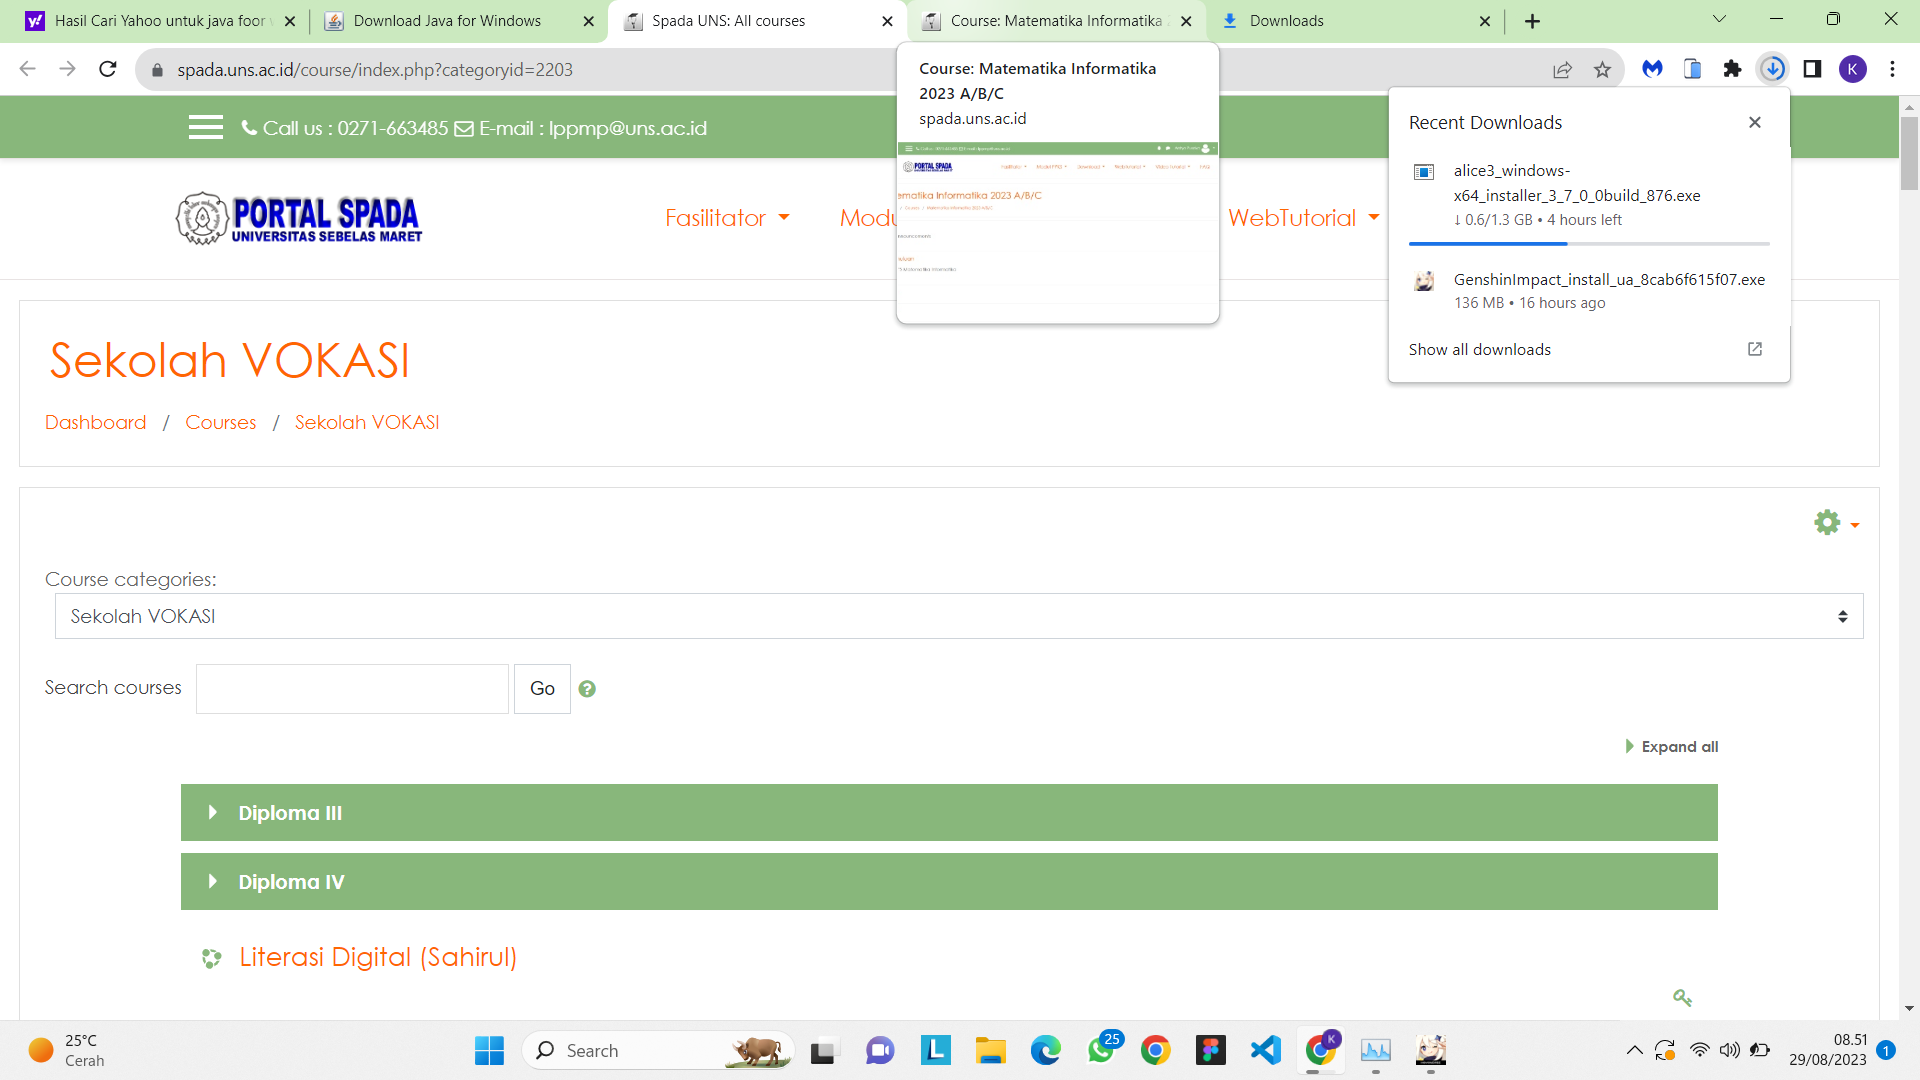 Hasil Cari Yahoo untuk java foor
Download Java for Windows
Spada UNS: All courses
Course: Matematika Informatika
Downloads
spada.uns.ac.id/course/index.php?categoryid=2203
K
Course: Matematika Informatika
2023 A/B/C
spada.uns.ac.id
Recent Downloads
alice3_windows-
x64_installer_3_7_0_0build_876.exe
↓ 0.6/1.3 GB • 4 hours left
GenshinImpact_install_ua_8cab6f615f07.exe
136 MB • 16 hours ago
Show all downloads
Call us : 0271-663485 E-mail : lppmp@uns.ac.id
PORTAL SPADA
UNIVERSITAS SEBELAS MARET
Fasilitator
Modu
WebTutorial
PORTAL SPADA
ematika Informatika 2023 A/B/C
Sekolah VOKASI
Dashboard / Courses / Sekolah VOKASI
Course categories:
Sekolah VOKASI
Search courses
Go
?
Expand all
Diploma III
Diploma IV
Literasi Digital (Sahirul)
25°C
Cerah
Search
L
25
K
08.51
29/08/2023
1